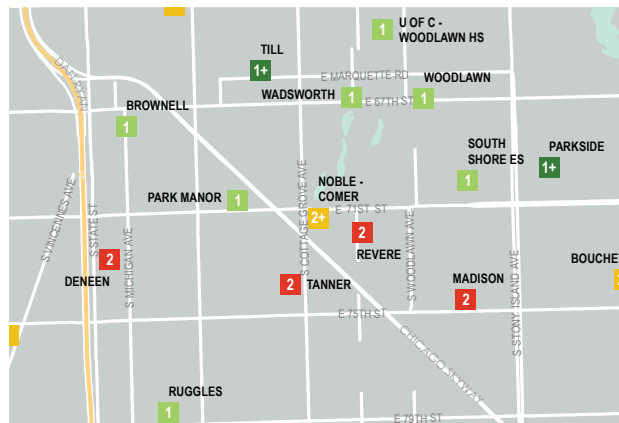 U OF C -
WOODLAWN HS
1
TILL
1+
E MARQUETTE RD
WOODLAWN
WADSWORTH
1
E 67TH ST
1
DAN RYAN
BROWNELL
1
SOUTH
SHORE ES
1
PARKSIDE
1+
PARK MANOR
1
NOBLE -
COMER
2+
E 71ST ST
2
REVERE
S VINCENNES AVE
S STATE ST
S MICHIGAN AVE
S COTTAGE GROVE AVE
S WOODLAWN AVE
S STONY ISLAND AVE
2
DENEEN
2
TANNER
MADISON
2
BOUCHE
E 75TH ST
CHICAGO SKYWAY
RUGGLES
1
E 79TH ST